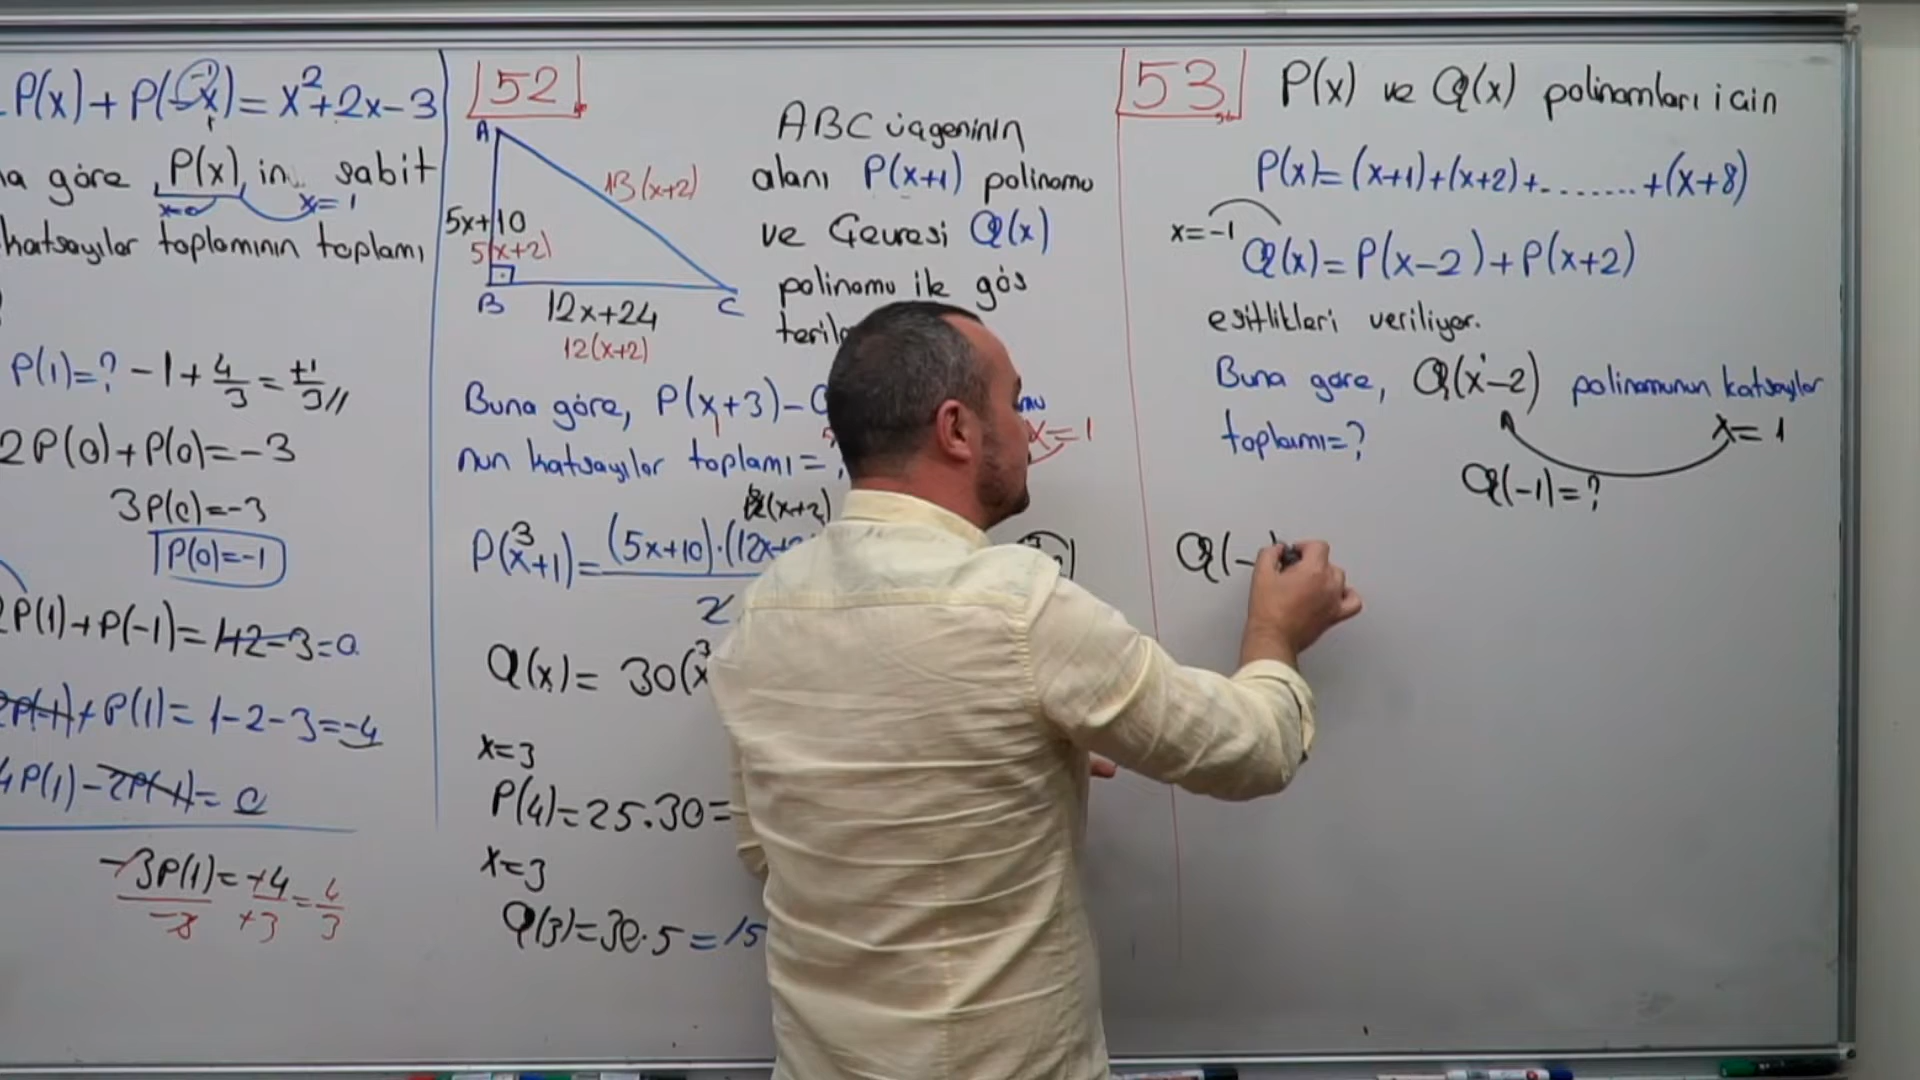 P(x)+P(-x)=x²+2x-3
göre P(x) in sabit
x=0 x=1
katsayılar toplamının toplamı
P(1)=? -1+4/3=+1/3//
2P(0)+P(0)=-3
3P(0)=-3
P(0)=-1
2P(1)+P(-1)=1+2-3=0
2P(-1)+P(1)=1-2-3=-4
4P(1)-2P(-1)=0
-3P(1)=-4
4/3
52
A
13(x+2)
5x+10
5(x+2)
B
C
12x+24
12(x+2)
ABC üçgeninin
alanı P(x+1) polinomu
ve Çevresi Q(x)
polinomu ile gös
Buna göre, P(x+3)-
nun katsayılar toplamı=?
x=1
(x+2)
P(x+1)=(5x+10).(12x+
2
Q(x)=30(x
x=3
P(4)=25.30=
x=3
Q(3)=30.5=15
53
P(x) ve Q(x) polinomları için
P(x)=(x+1)+(x+2)+........+(x+8)
x=-1
Q(x)=P(x-2)+P(x+2)
eşitlikleri veriliyor.
Buna göre, Q(x-2) polinomunun katsayılar
toplamı=?
x=1
Q(-1)=?
Q(-